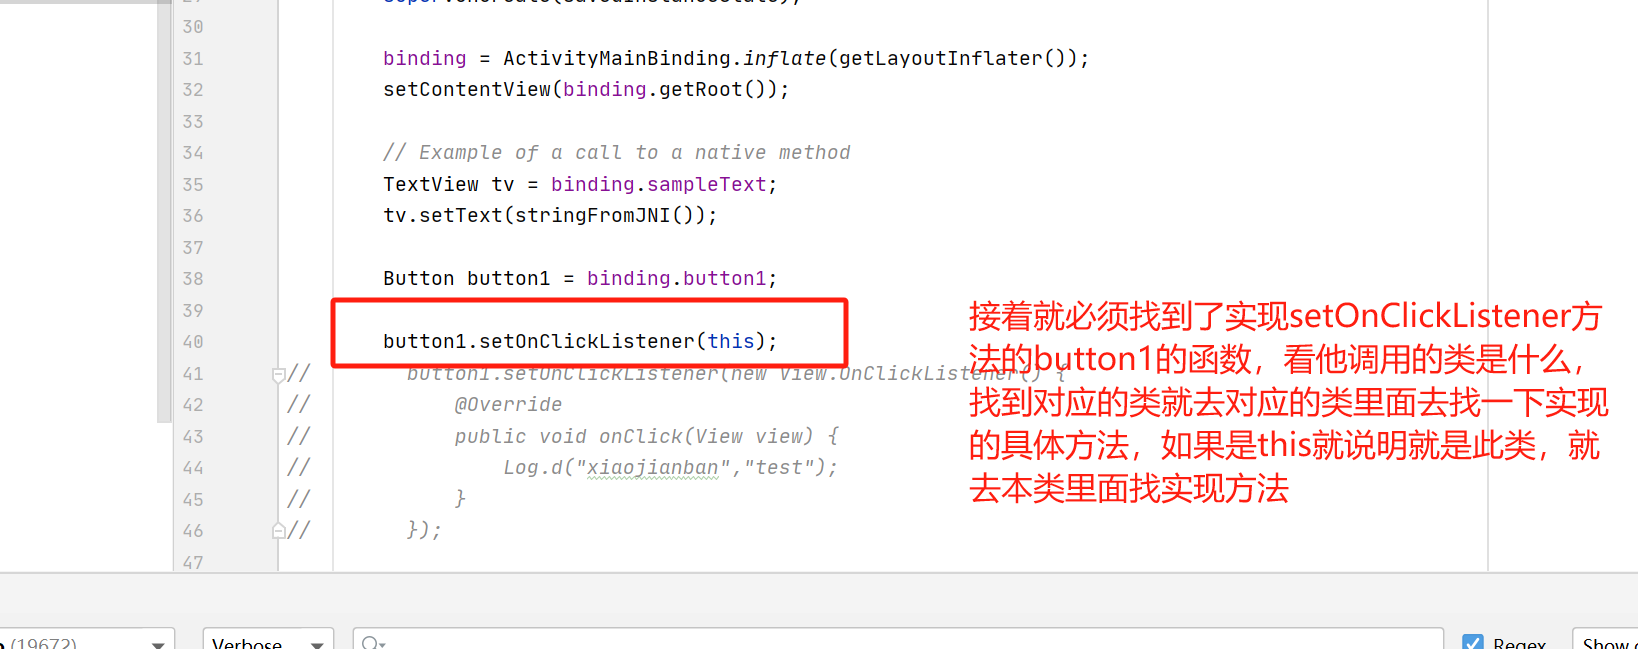 30
31 binding = ActivityMainBinding.inflate(getLayoutInflater());
32 setContentView(binding.getRoot());
33
34 // Example of a call to a native method
35 TextView tv = binding.sampleText;
36 tv.setText(stringFromJNI());
37
38 Button button1 = binding.button1;
39
40 button1.setOnClickListener(this);
41 // button1.setOnClickListener(new View.OnClickListener() {
42 // @Override
43 // public void onClick(View view) {
44 // Log.d("xiaojianban","test");
45 // }
46 // });
47
接着就必须找到了实现setOnClickListener方
法的button1的函数，看他调用的类是什么，
找到对应的类就去对应的类里面去找一下实现
的具体方法，如果是this就说明就是此类，就
去本类里面找实现方法
(19672) Verbose Regex Show